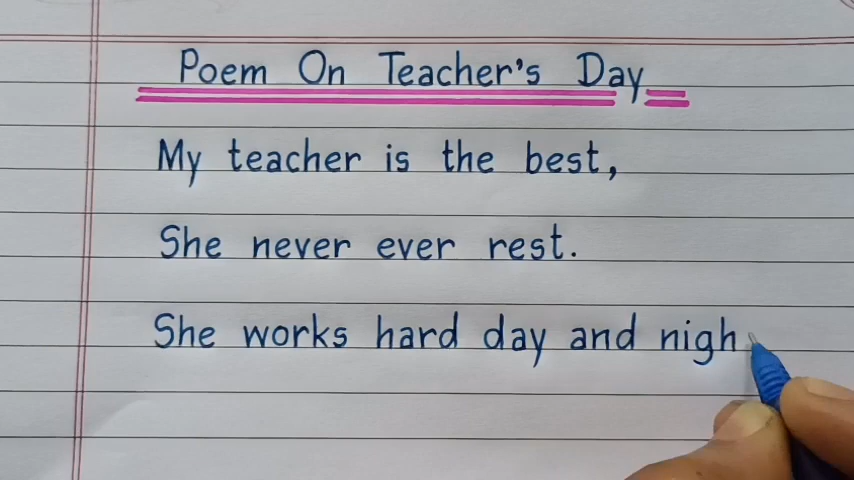 Poem On Teacher's Day
My teacher is the best,
She never ever rest.
She works hard day and nigh